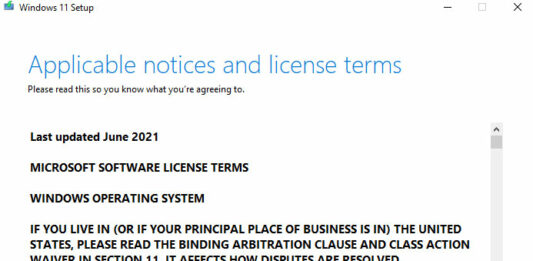 Windows 11 Setup
Applicable notices and license terms
Please read this so you know what you're agreeing to.
Last updated June 2021
MICROSOFT SOFTWARE LICENSE TERMS
WINDOWS OPERATING SYSTEM
IF YOU LIVE IN (OR IF YOUR PRINCIPAL PLACE OF BUSINESS IS IN) THE UNITED
STATES, PLEASE READ THE BINDING ARBITRATION CLAUSE AND CLASS ACTION
WAIVER IN SECTION 11. IT AFFECTS HOW DISPUTES ARE RESOLVED.